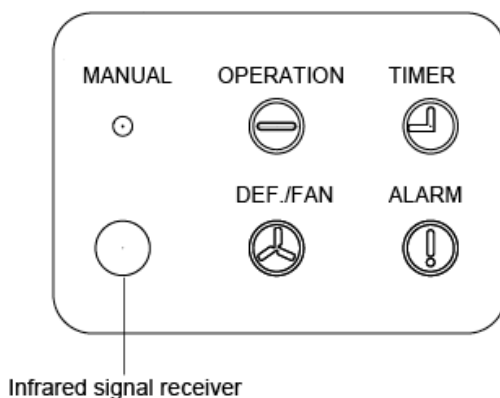 MANUAL OPERATION TIMER
DEF./FAN ALARM
Infrared signal receiver